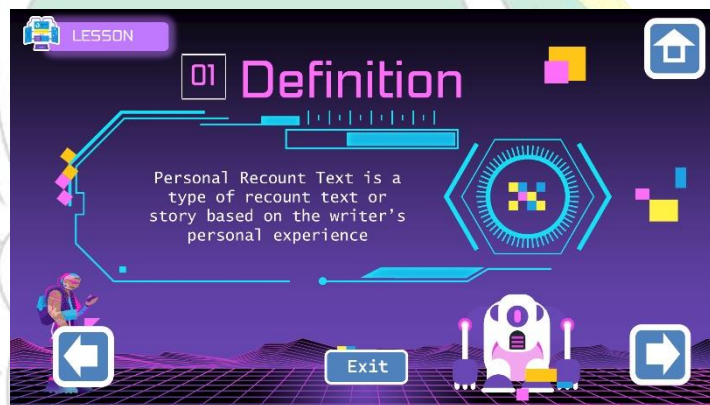 LESSON
01 Definition
Personal Recount Text is a
type of recount text or
story based on the writer's
personal experience
Exit